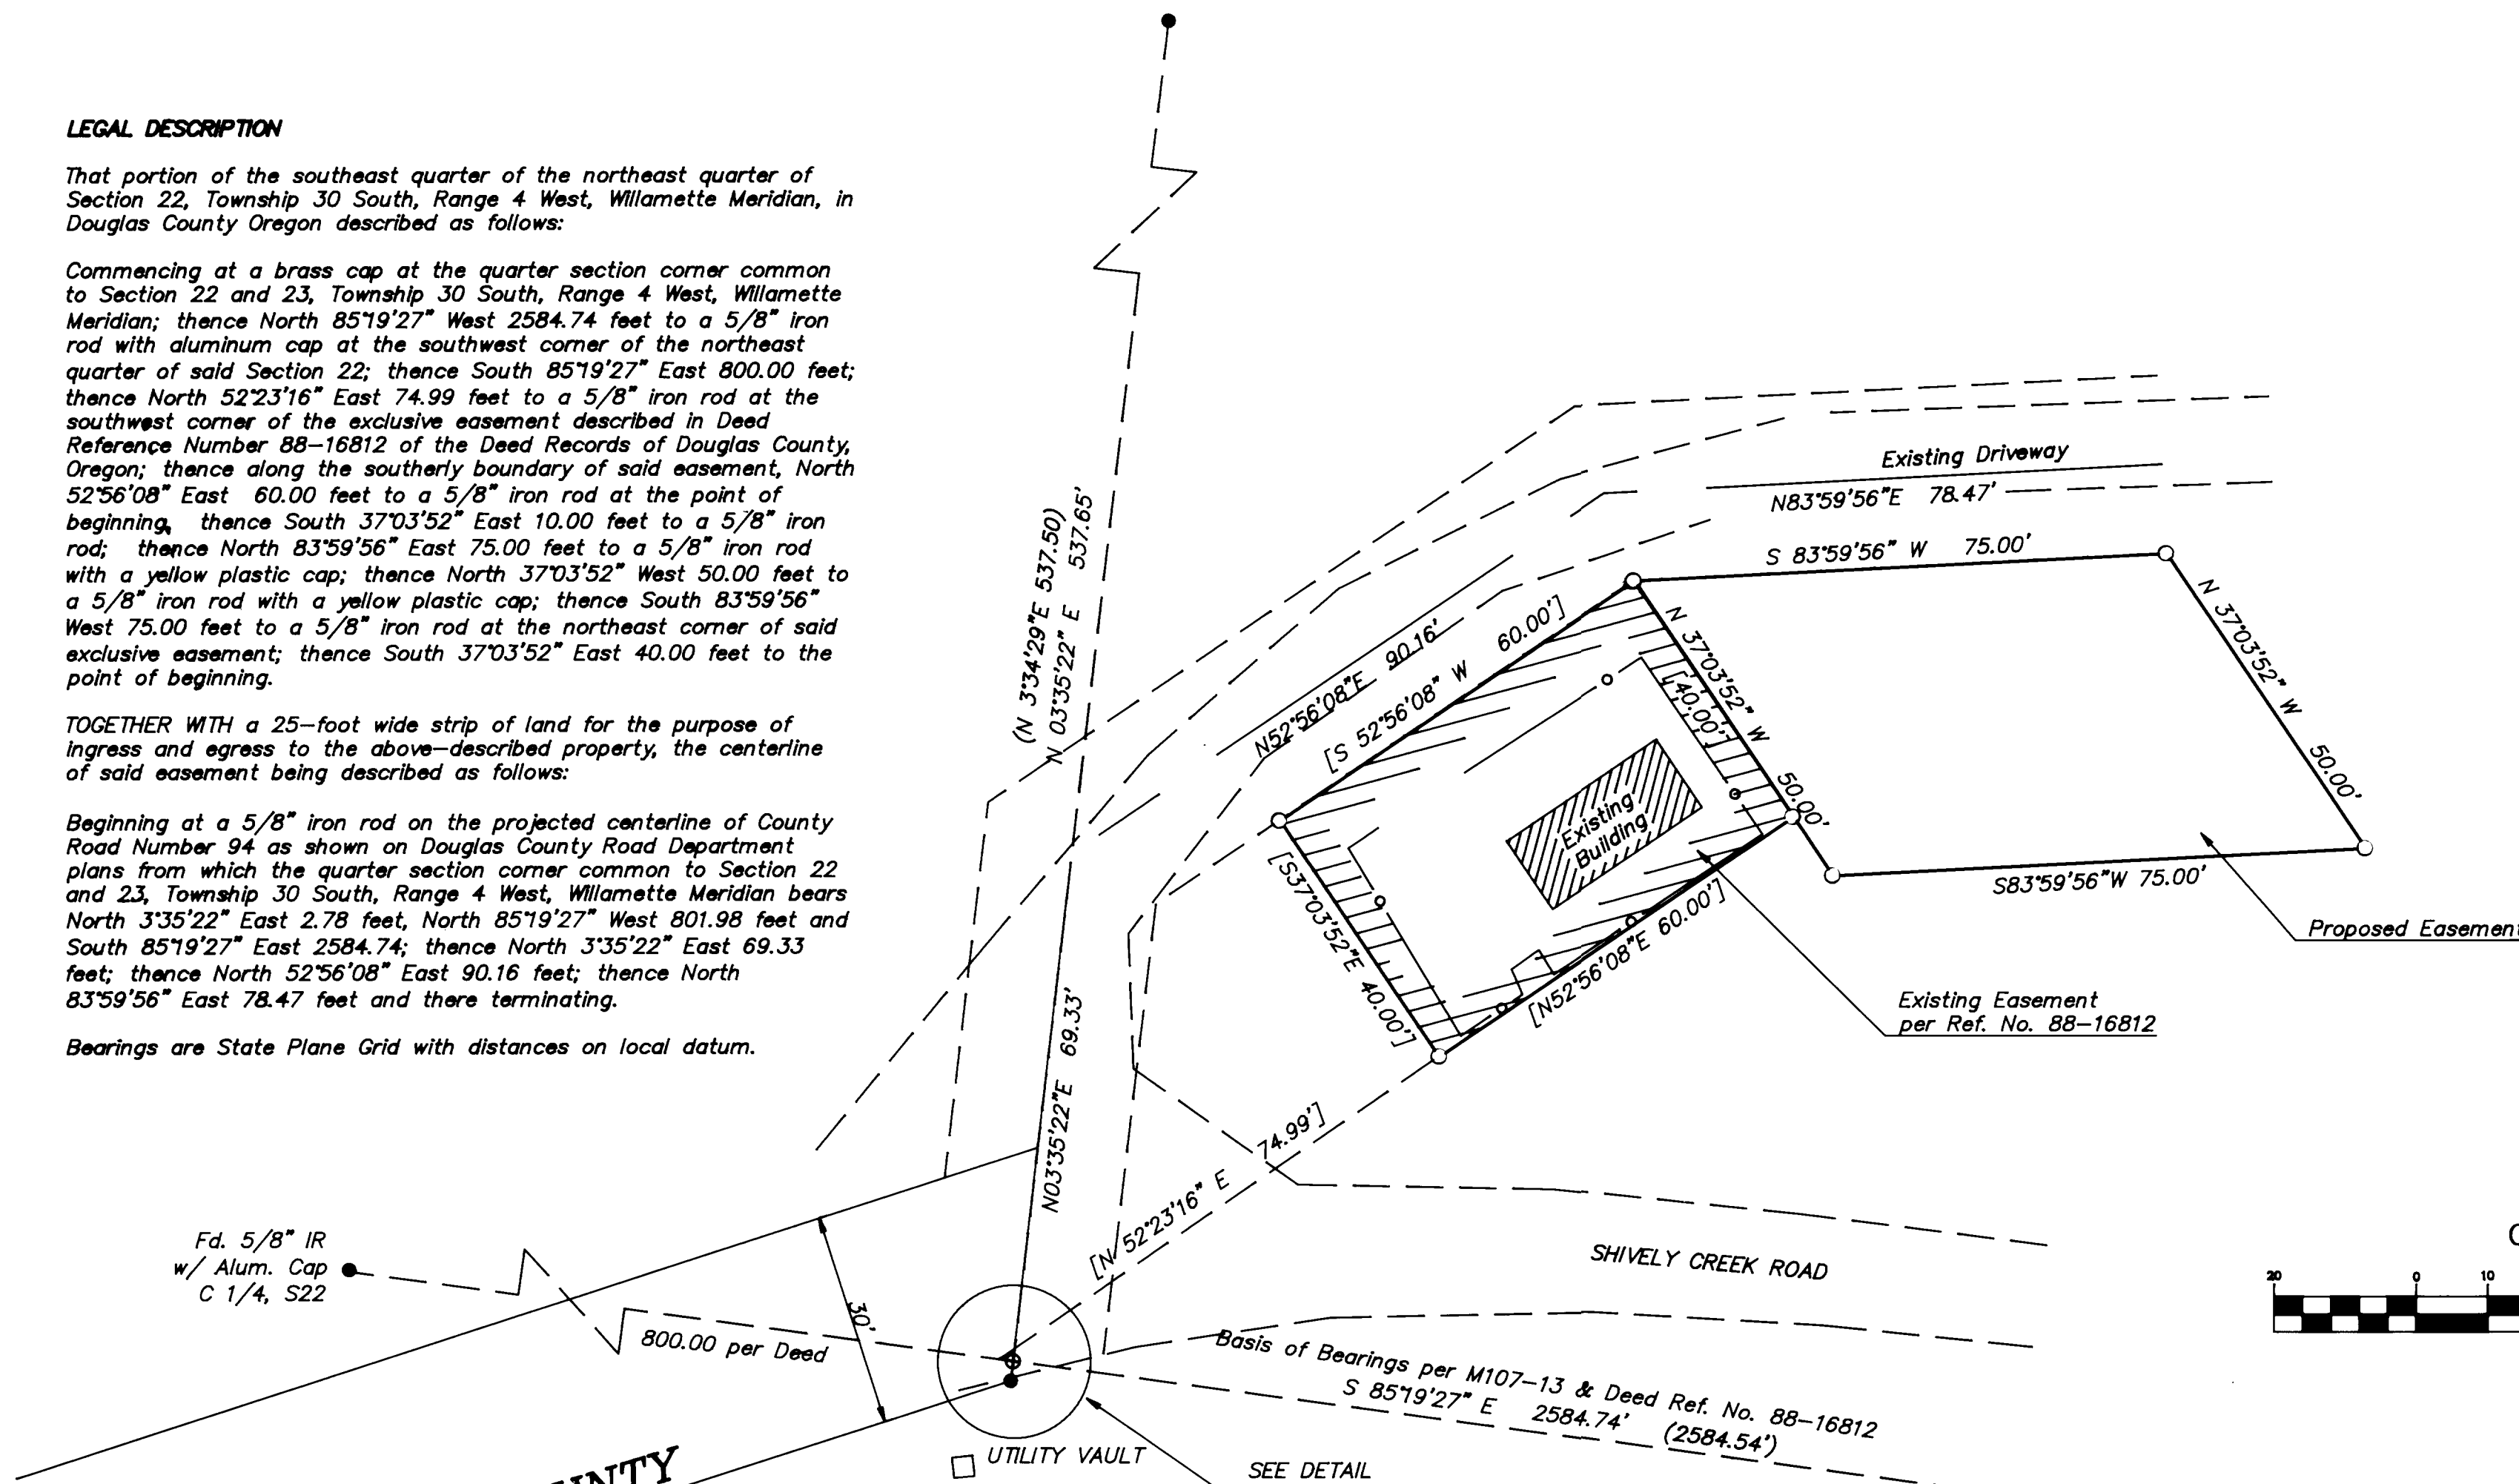 LEGAL DESCRIPTION
That portion of the southeast quarter of the northeast quarter of
Section 22, Township 30 South, Range 4 West, Willamette Meridian, in
Douglas County Oregon described as follows:
Commencing at a brass cap at the quarter section corner common
to Section 22 and 23, Township 30 South, Range 4 West, Willamette
Meridian; thence North 85°19'27" West 2584.74 feet to a 5/8" iron
rod with aluminum cap at the southwest corner of the northeast
quarter of said Section 22; thence South 85°19'27" East 800.00 feet;
thence North 52°23'16" East 74.99 feet to a 5/8" iron rod at the
southwest corner of the exclusive easement described in Deed
Reference Number 88-16812 of the Deed Records of Douglas County,
Oregon; thence along the southerly boundary of said easement, North
52°56'08" East 60.00 feet to a 5/8" iron rod at the point of
beginning, thence South 37°03'52" East 10.00 feet to a 5/8" iron
rod; thence North 83°59'56" East 75.00 feet to a 5/8" iron rod
with a yellow plastic cap; thence North 37°03'52" West 50.00 feet to
a 5/8" iron rod with a yellow plastic cap; thence South 83°59'56"
West 75.00 feet to a 5/8" iron rod at the northeast corner of said
exclusive easement; thence South 37°03'52" East 40.00 feet to the
point of beginning.
TOGETHER WITH a 25-foot wide strip of land for the purpose of
ingress and egress to the above-described property, the centerline
of said easement being described as follows:
Beginning at a 5/8" iron rod on the projected centerline of County
Road Number 94 as shown on Douglas County Road Department
plans from which the quarter section corner common to Section 22
and 23, Township 30 South, Range 4 West, Willamette Meridian bears
North 3°35'22" East 2.78 feet, North 85°19'27" West 801.98 feet and
South 85°19'27" East 2584.74; thence North 3°35'22" East 69.33
feet; thence North 52°56'08" East 90.16 feet; thence North
83°59'56" East 78.47 feet and there terminating.
Bearings are State Plane Grid with distances on local datum.
(N 3°34'29"E 537.50)
N 03°35'22" E 537.65'
Existing Driveway
N83°59'56"E 78.47'
S 83°59'56" W 75.00'
N52°56'08"E 90.16'
[S 52°56'08" W 60.00']
N 37°03'52" W 50.00'
[40.00']
N 37°03'52" W 50.00'
Existing
Building
[S37°03'52"E 40.00']
[N52°56'08"E 60.00']
S83°59'56"W 75.00'
Proposed Easement
Existing Easement
per Ref. No. 88-16812
N03°35'22"E 69.33'
[N 52°23'16" E 74.99']
SHIVELY CREEK ROAD
Fd. 5/8" IR
w/ Alum. Cap
C 1/4, S22
30'
800.00 per Deed
20 0 10
Basis of Bearings per M107-13 & Deed Ref. No. 88-16812
S 85°19'27" E 2584.74' (2584.54')
UTILITY VAULT
SEE DETAIL